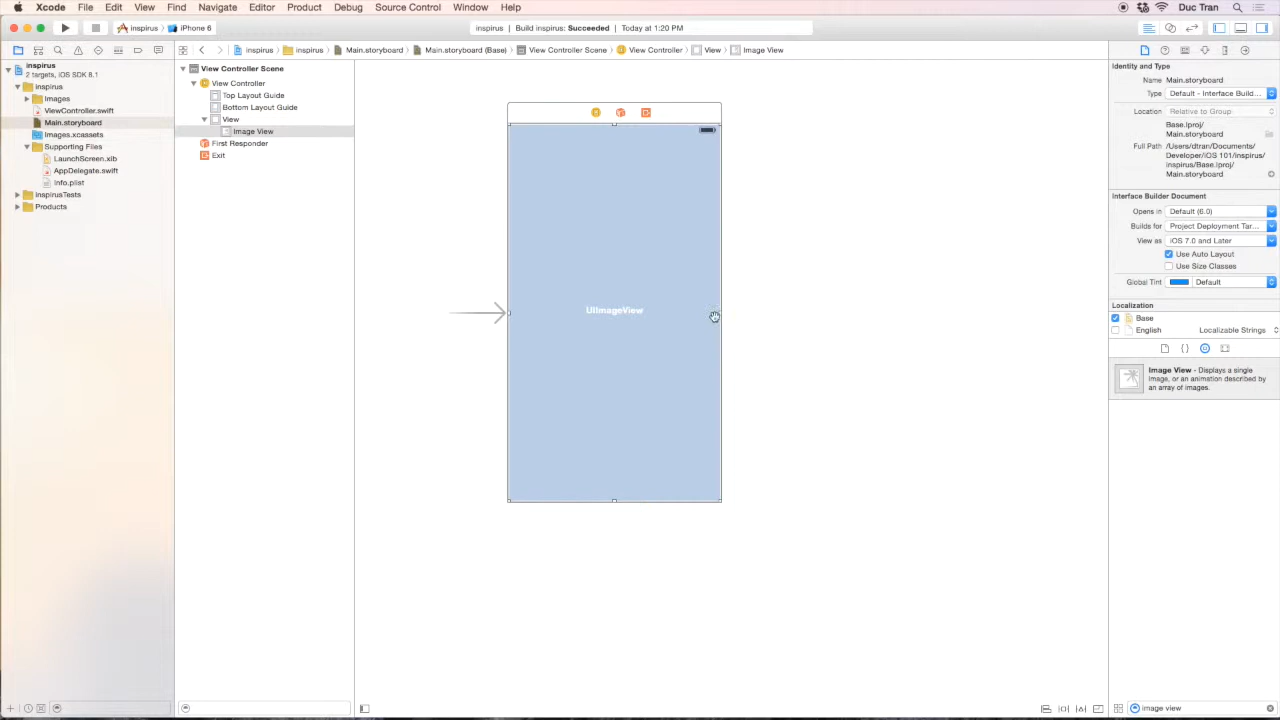 Xcode File Edit View Find Navigate Editor Product Debug Source Control Window Help Duc Tran
inspirus iPhone 6 inspirus Build inspirus: Succeeded Today at 1:20 PM
inspirus inspirus Main.storyboard Main.storyboard (Base) View Controller Scene View Controller View Image View
inspirus
2 targets, iOS SDK 8.1
inspirus
Images
ViewController.swift
Main.storyboard
Images.xcassets
Supporting Files
LaunchScreen.xib
AppDelegate.swift
Info.plist
inspirusTests
Products
View Controller Scene
View Controller
Top Layout Guide
Bottom Layout Guide
View
Image View
First Responder
Exit
UIImageView
Identity and Type
Name Main.storyboard
Type Default - Interface Build...
Location Relative to Group
Base.lproj/
Main.storyboard
Full Path /Users/dtran/Documents/
Developer/iOS 101/inspirus/
inspirus/Base.lproj/
Main.storyboard
Interface Builder Document
Opens in Default (6.0)
Builds for Project Deployment Tar...
View as iOS 7.0 and Later
Use Auto Layout
Use Size Classes
Global Tint Default
Localization
Base
English Localizable Strings
{ }
Image View - Displays a single
image, or an animation described by
an array of images.
image view